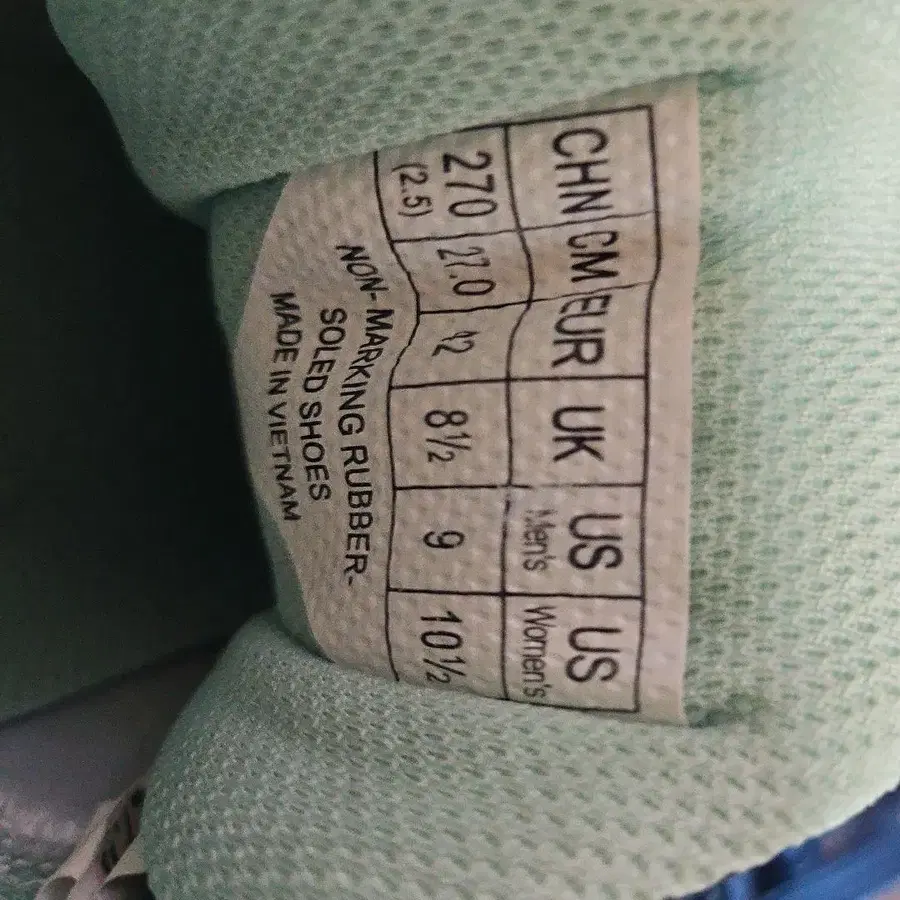 CHN CM EUR UK US Men's US Women's
270 (2.5) 27.0 42 8½ 9 10½
NON-MARKING RUBBER-
SOLED SHOES
MADE IN VIETNAM